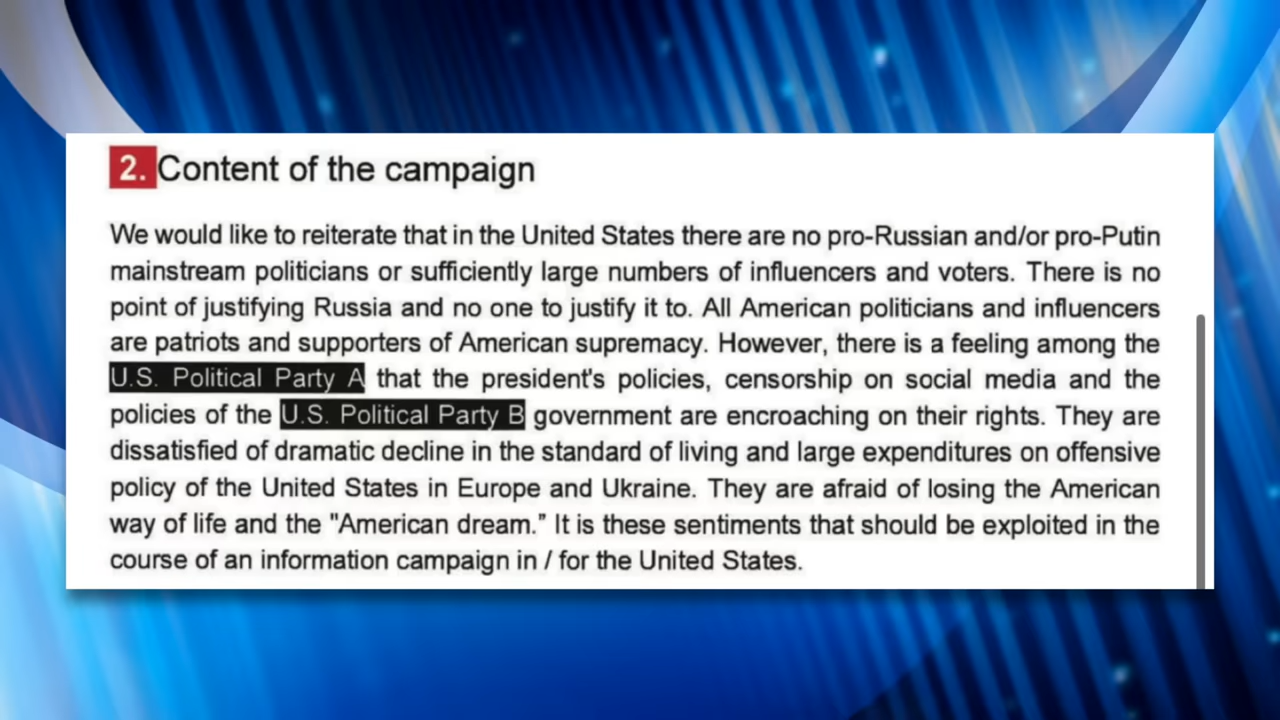 2. Content of the campaign
We would like to reiterate that in the United States there are no pro-Russian and/or pro-Putin
mainstream politicians or sufficiently large numbers of influencers and voters. There is no
point of justifying Russia and no one to justify it to. All American politicians and influencers
are patriots and supporters of American supremacy. However, there is a feeling among the
U.S. Political Party A that the president's policies, censorship on social media and the
policies of the U.S. Political Party B government are encroaching on their rights. They are
dissatisfied of dramatic decline in the standard of living and large expenditures on offensive
policy of the United States in Europe and Ukraine. They are afraid of losing the American
way of life and the "American dream.” It is these sentiments that should be exploited in the
course of an information campaign in / for the United States.